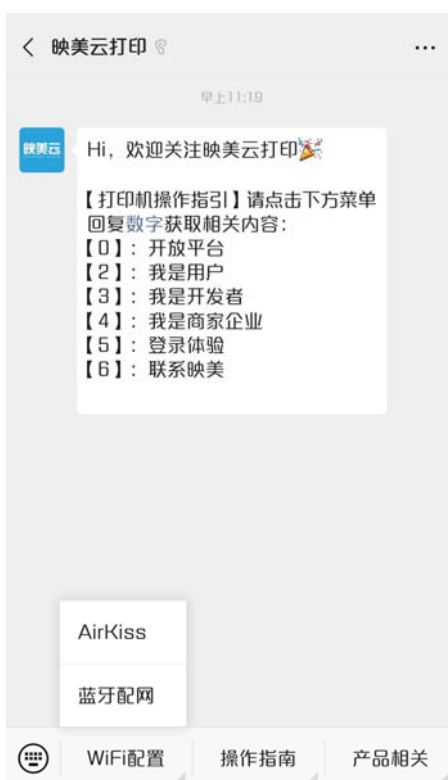 映美云打印
早上11:19
映美云
Hi，欢迎关注映美云打印🎉
【打印机操作指引】请点击下方菜单
回复数字获取相关内容：
【0】：开放平台
【2】：我是用户
【3】：我是开发者
【4】：我是商家企业
【5】：登录体验
【6】：联系映美
AirKiss
蓝牙配网
WiFi配置 操作指南 产品相关